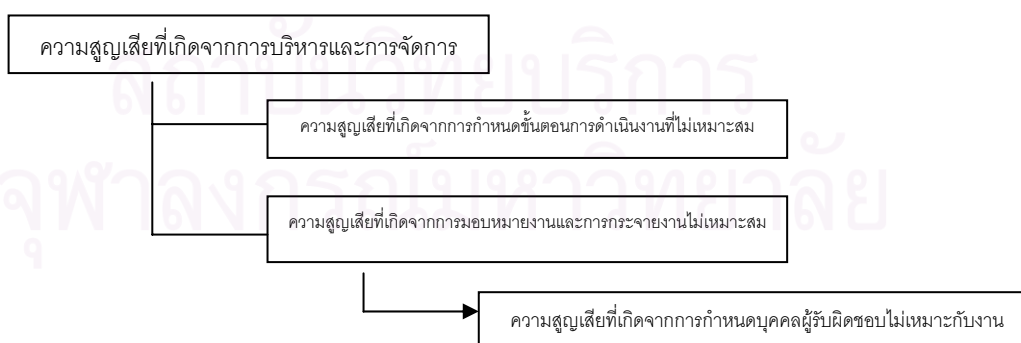 ความสูญเสียที่เกิดจากการบริหารและการจัดการ
สถาบันวิทยบริการ
ความสูญเสียที่เกิดจากการกำหนดขั้นตอนการดำเนินงานที่ไม่เหมาะสม
จุฬาลงกรณ์มหาวิทยาลัย
ความสูญเสียที่เกิดจากการมอบหมายงานและการกระจายงานไม่เหมาะสม
ความสูญเสียที่เกิดจากการกำหนดบุคคลผู้รับผิดชอบไม่เหมาะกับงาน